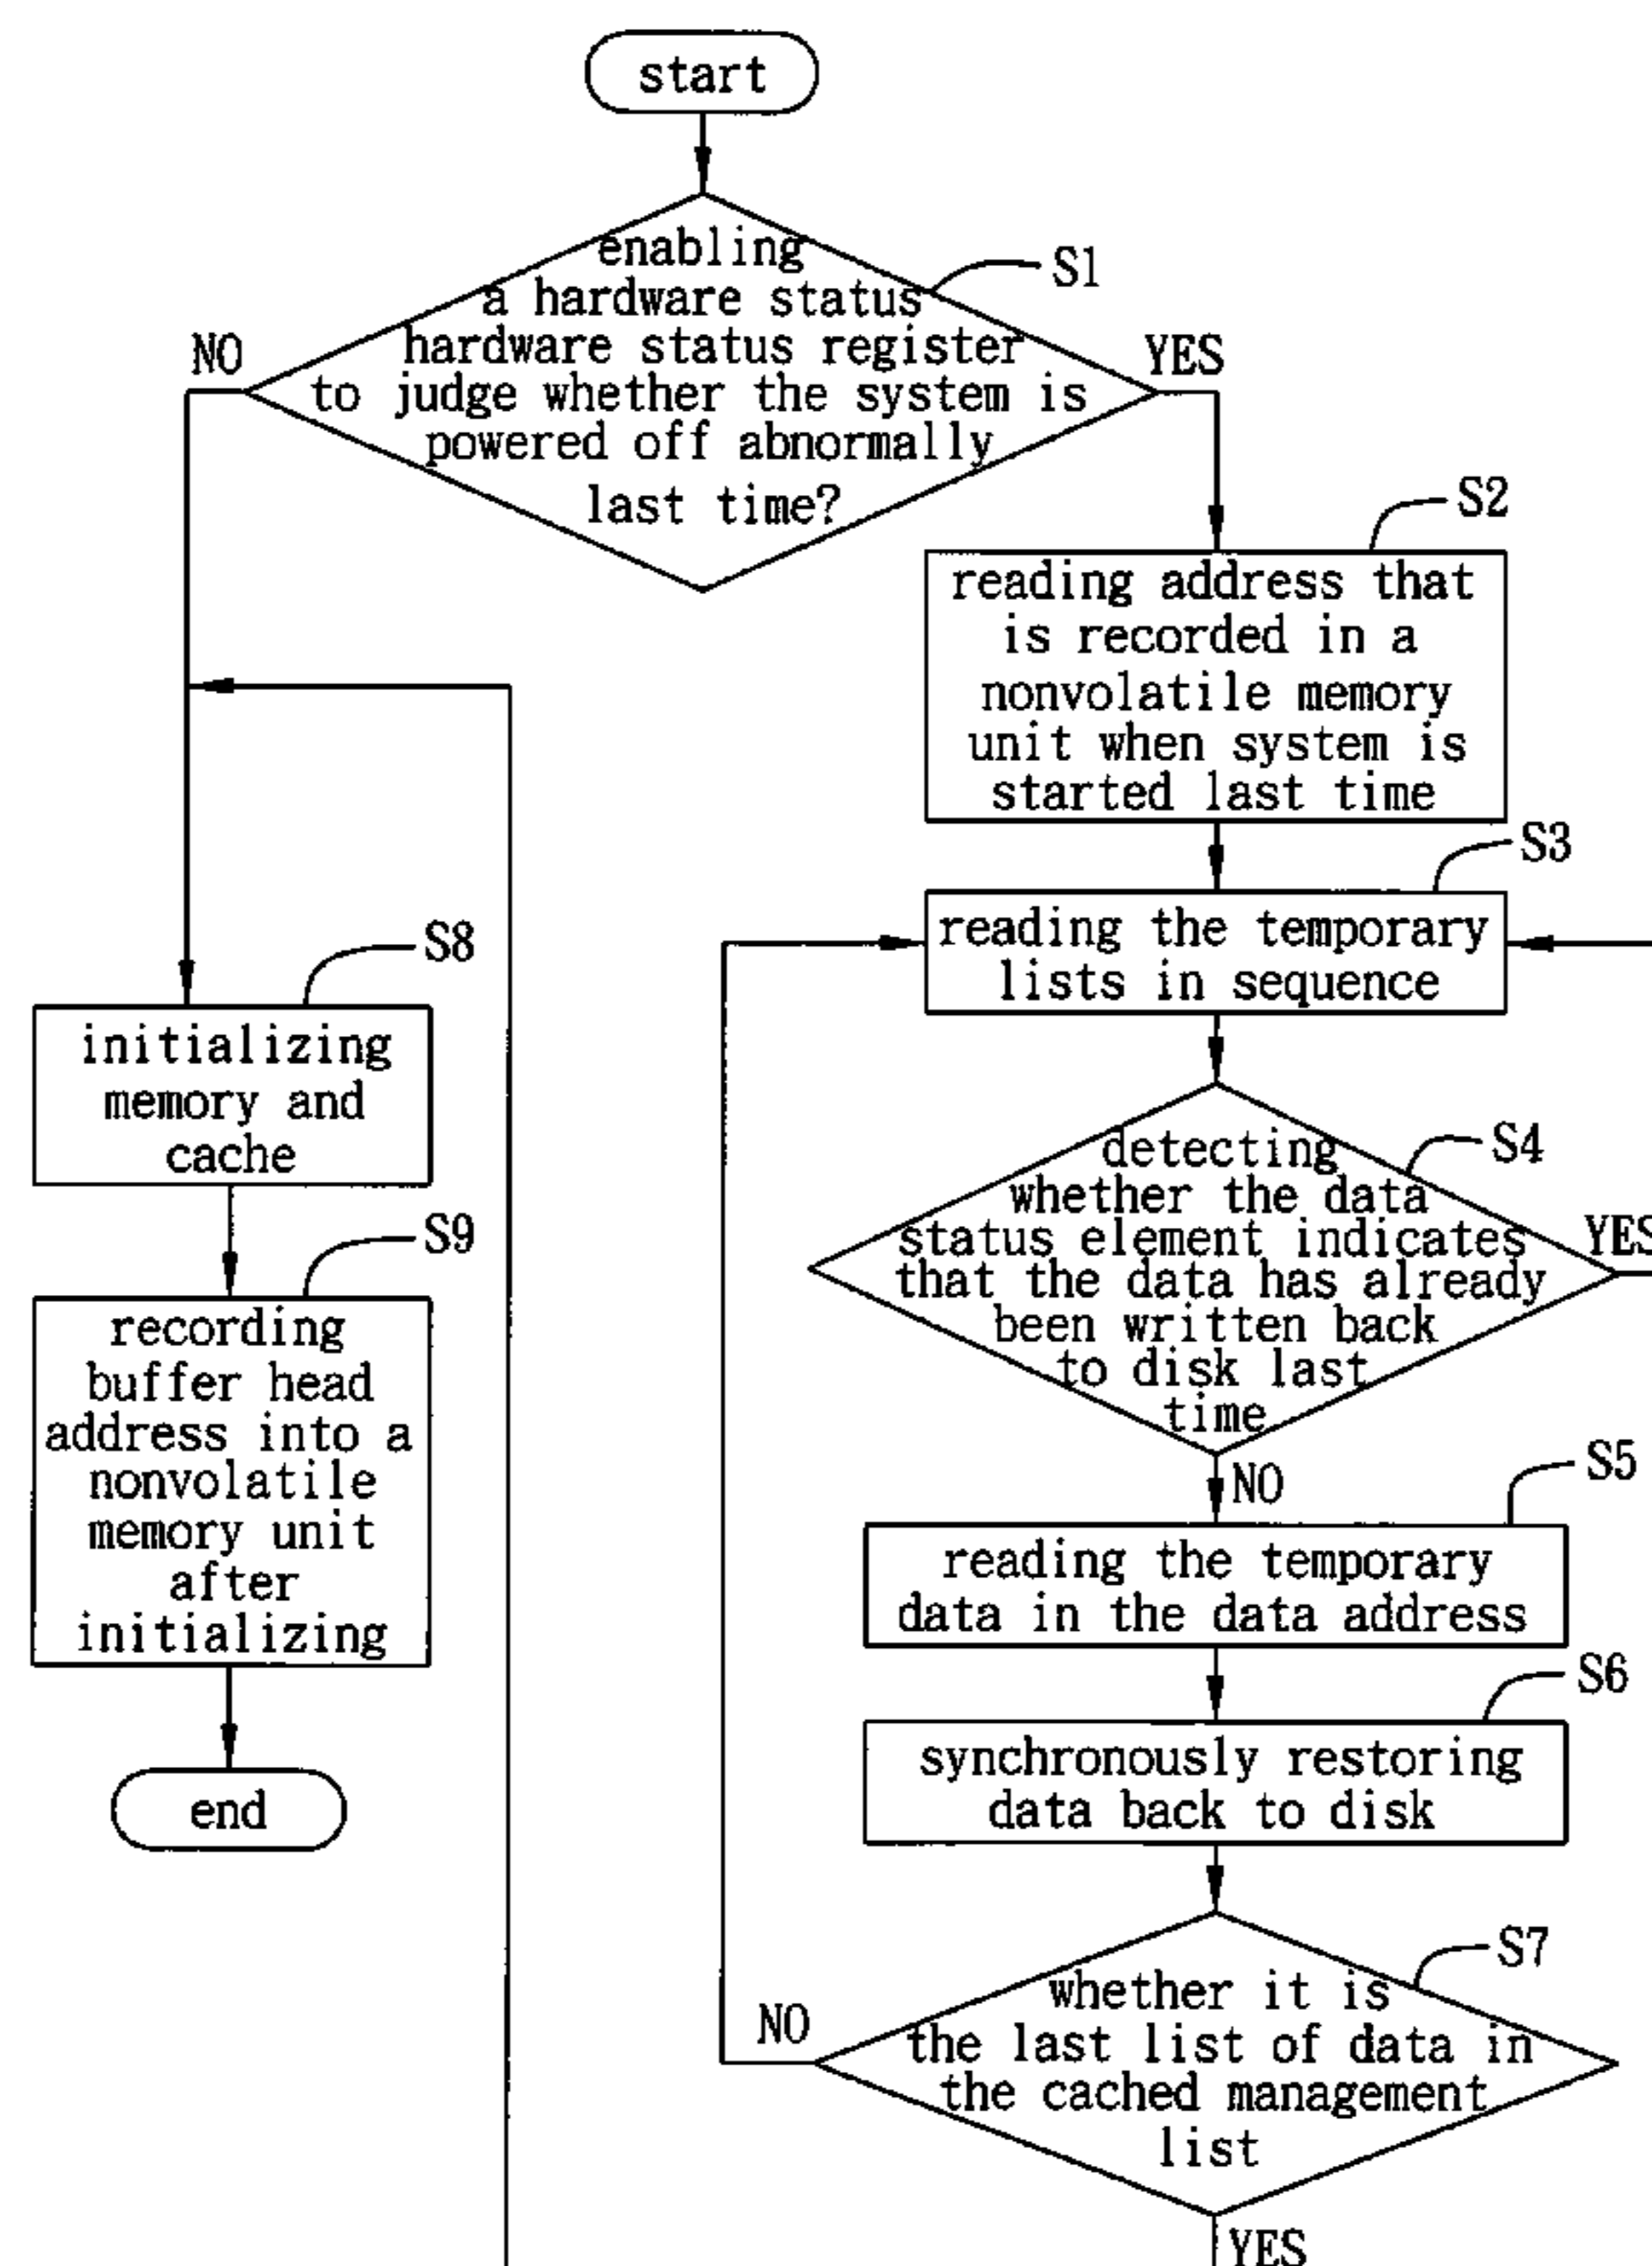 start
enabling
a hardware status
hardware status register
to judge whether the system is
powered off abnormally
last time?
S1
NO
YES
S2
reading address that
is recorded in a
nonvolatile memory
unit when system is
started last time
S3
reading the temporary
lists in sequence
S8
initializing
memory and
cache
S4
detecting
whether the data
status element indicates
that the data has already
been written back
to disk last
time
YES
NO
S9
recording
buffer head
address into a
nonvolatile
memory unit
after
initializing
S5
reading the temporary
data in the data address
S6
synchronously restoring
data back to disk
end
S7
whether it is
the last list of data in
the cached management
list
NO
YES